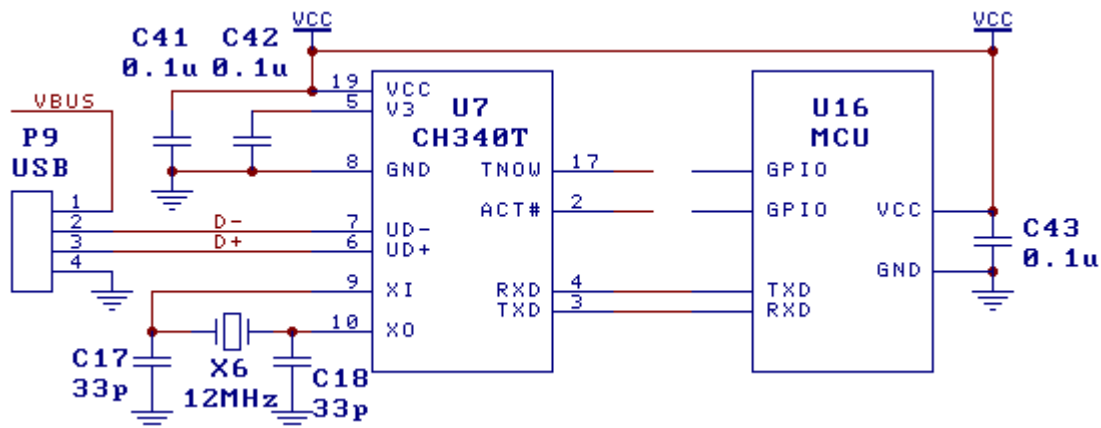 VCC
VCC
C41 C42
0.1u 0.1u
VBUS
P9
USB
1
2
3
4
D-
D+
19
5
8
7
6
9
10
VCC
V3
GND
UD-
UD+
XI
XO
U7
CH340T
TNOW
ACT#
RXD
TXD
17
2
4
3
U16
MCU
GPIO
GPIO
TXD
RXD
VCC
GND
C43
0.1u
C17
33p
X6
12MHz
C18
33p